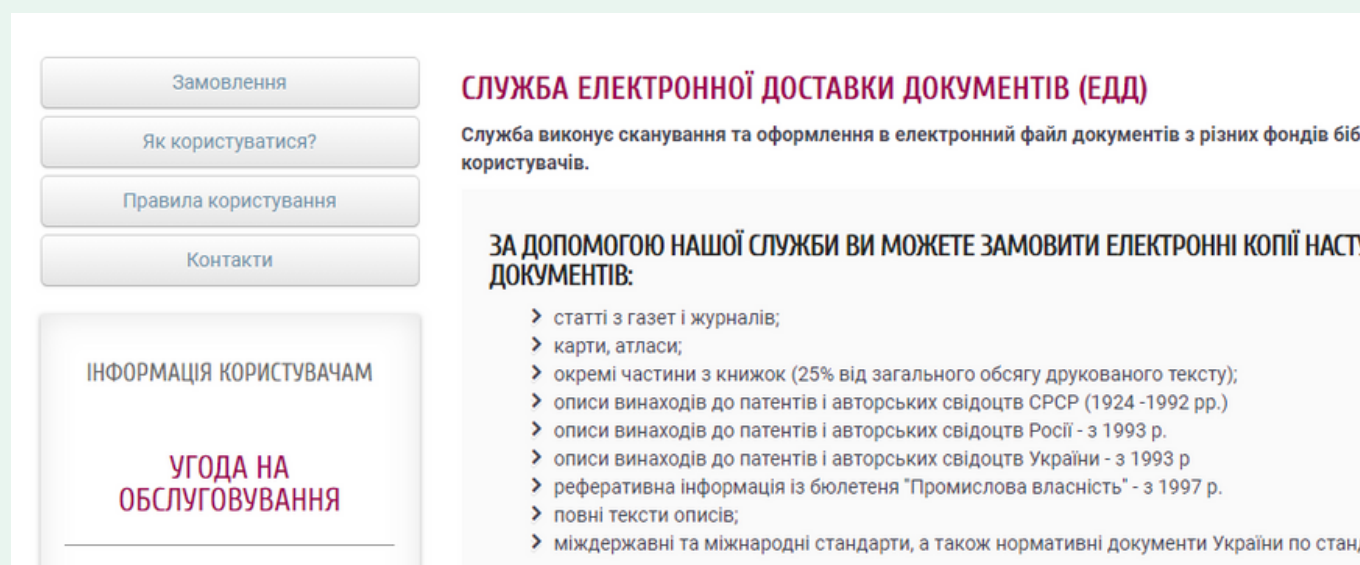 Замовлення
Як користуватися?
Правила користування
Контакти
ІНФОРМАЦІЯ КОРИСТУВАЧАМ
УГОДА НА
ОБСЛУГОВУВАННЯ
СЛУЖБА ЕЛЕКТРОННОЇ ДОСТАВКИ ДОКУМЕНТІВ (ЕДД)
Служба виконує сканування та оформлення в електронний файл документів з різних фондів
користувачів.
ЗА ДОПОМОГОЮ НАШОЇ СЛУЖБИ ВИ МОЖЕТЕ ЗАМОВИТИ ЕЛЕКТРОННІ КОПІЇ
ДОКУМЕНТІВ:
статті з газет і журналів;
карти, атласи;
окремі частини з книжок (25% від загального обсягу друкованого тексту);
описи винаходів до патентів і авторських свідоцтв СРСР (1924 -1992 рр.)
описи винаходів до патентів і авторських свідоцтв Росії - з 1993 р.
описи винаходів до патентів і авторських свідоцтв України - з 1993 р
реферативна інформація із бюлетеня "Промислова власність" - з 1997 р.
повні тексти описів;
міждержавні та міжнародні стандарти, а також нормативні документи України по